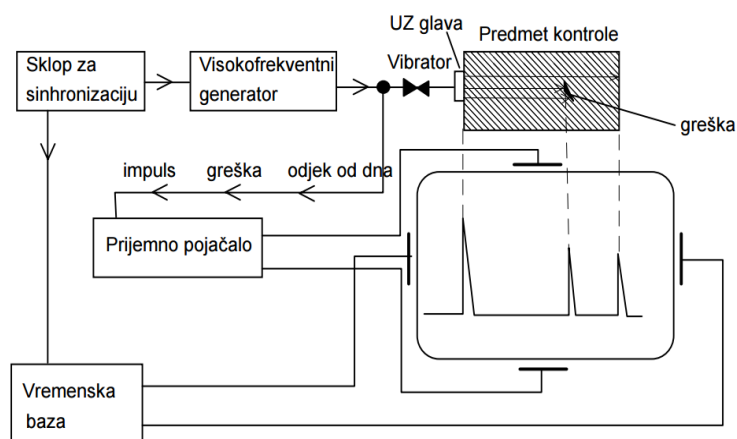 UZ glava
Predmet kontrole
Sklop za
sinhronizaciju
Visokofrekventni
generator
Vibrator
greška
impuls
greška
odjek od dna
Prijemno pojačalo
Vremenska
baza